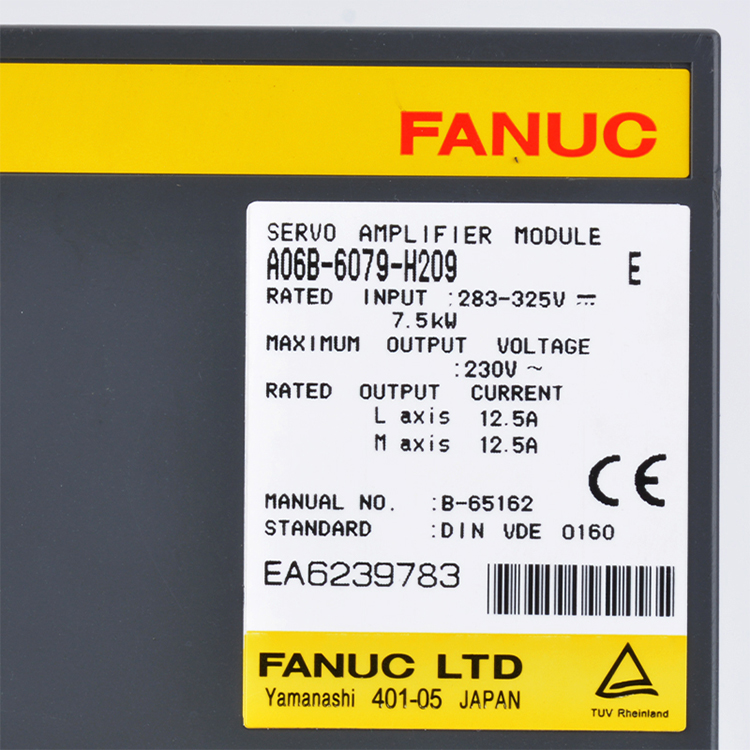 FANUC
SERVO AMPLIFIER MODULE
A06B-6079-H209 E
RATED INPUT :283-325V ⎓
7.5kW
MAXIMUM OUTPUT VOLTAGE
:230V ~
RATED OUTPUT CURRENT
L axis 12.5A
M axis 12.5A
CE
MANUAL NO. :B-65162
STANDARD :DIN VDE 0160
EA6239783
FANUC LTD
Yamanashi 401-05 JAPAN
TUV Rheinland